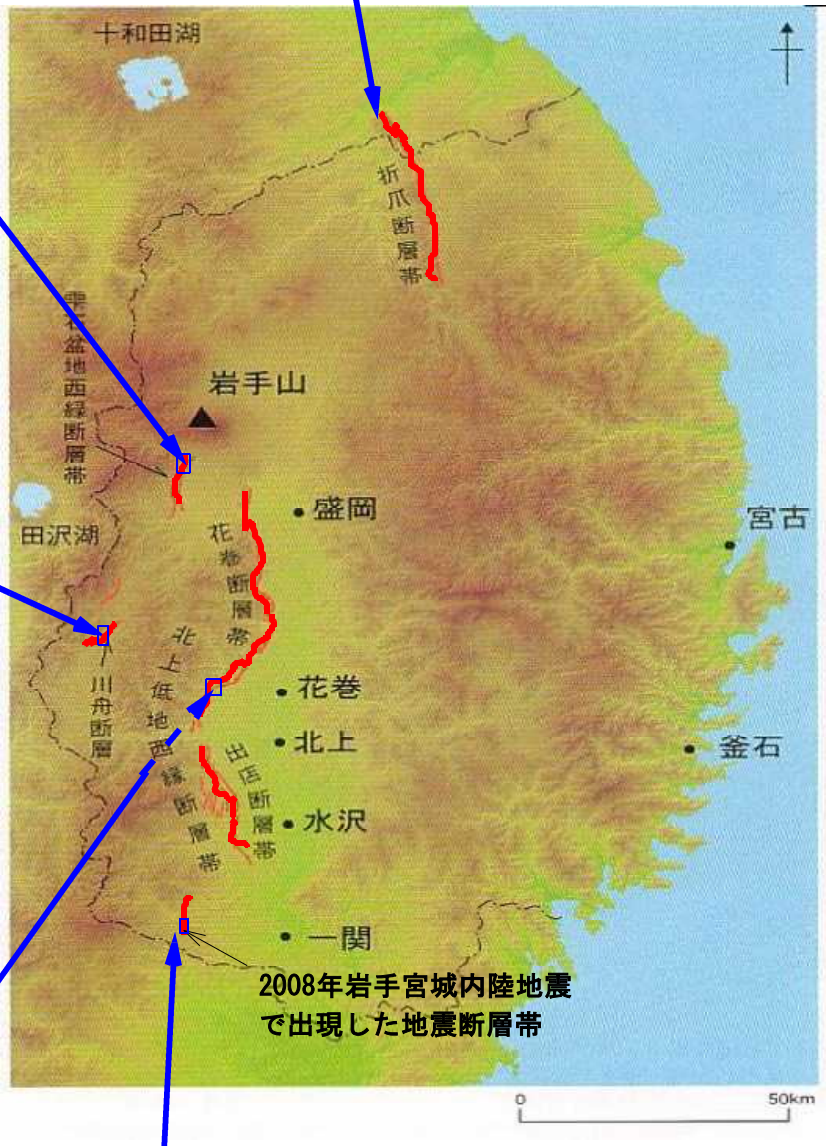 十和田湖
折爪断層帯
雫石盆地西縁断層帯
岩手山
盛岡
田沢湖
宮古
花巻断層帯
北上低地西縁断層帯
川舟断層
花巻
北上
出店断層帯
釜石
水沢
一関
2008年岩手宮城内陸地震
で出現した地震断層帯
0 50km